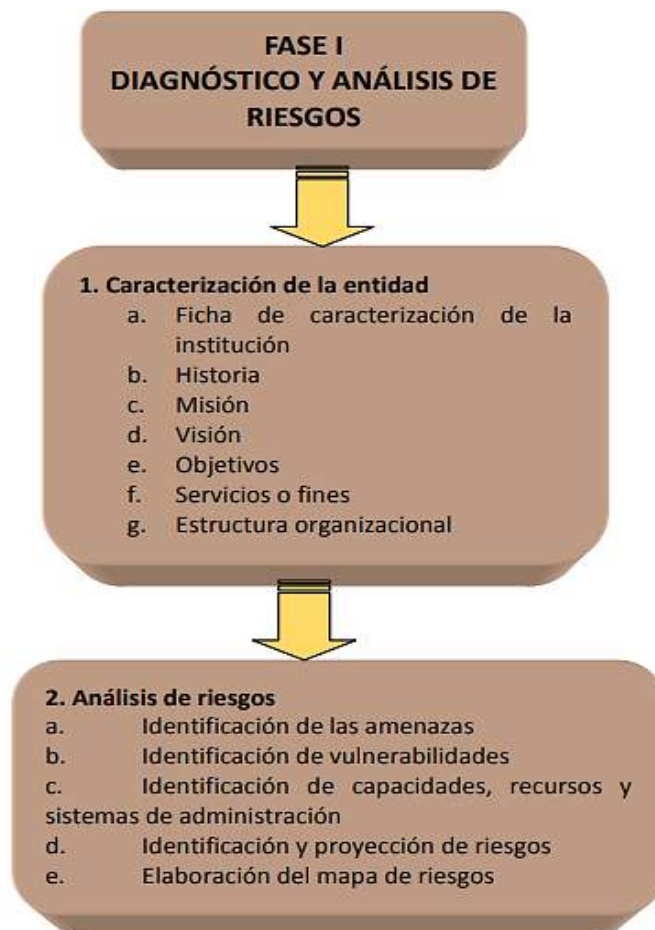 FASE I
DIAGNÓSTICO Y ANÁLISIS DE
RIESGOS
1. Caracterización de la entidad
a. Ficha de caracterización de la
institución
b. Historia
c. Misión
d. Visión
e. Objetivos
f. Servicios o fines
g. Estructura organizacional
2. Análisis de riesgos
a. Identificación de las amenazas
b. Identificación de vulnerabilidades
c. Identificación de capacidades, recursos y
sistemas de administración
d. Identificación y proyección de riesgos
e. Elaboración del mapa de riesgos